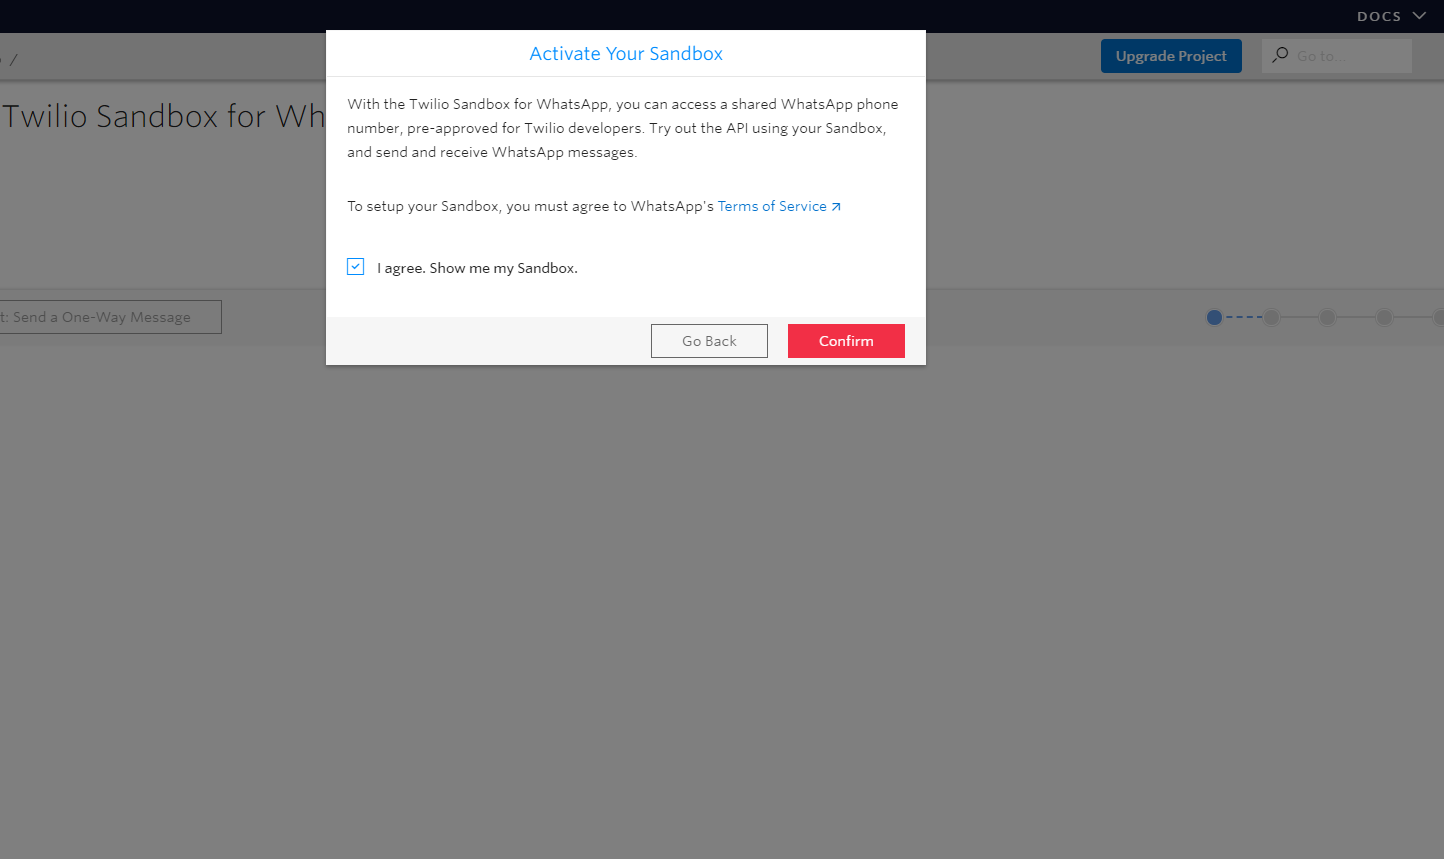 DOCS
/
Upgrade Project
Go to...
Twilio Sandbox for Wh
Activate Your Sandbox
With the Twilio Sandbox for WhatsApp, you can access a shared WhatsApp phone
number, pre-approved for Twilio developers. Try out the API using your Sandbox,
and send and receive WhatsApp messages.
To setup your Sandbox, you must agree to WhatsApp's Terms of Service
I agree. Show me my Sandbox.
t: Send a One-Way Message
Go Back
Confirm